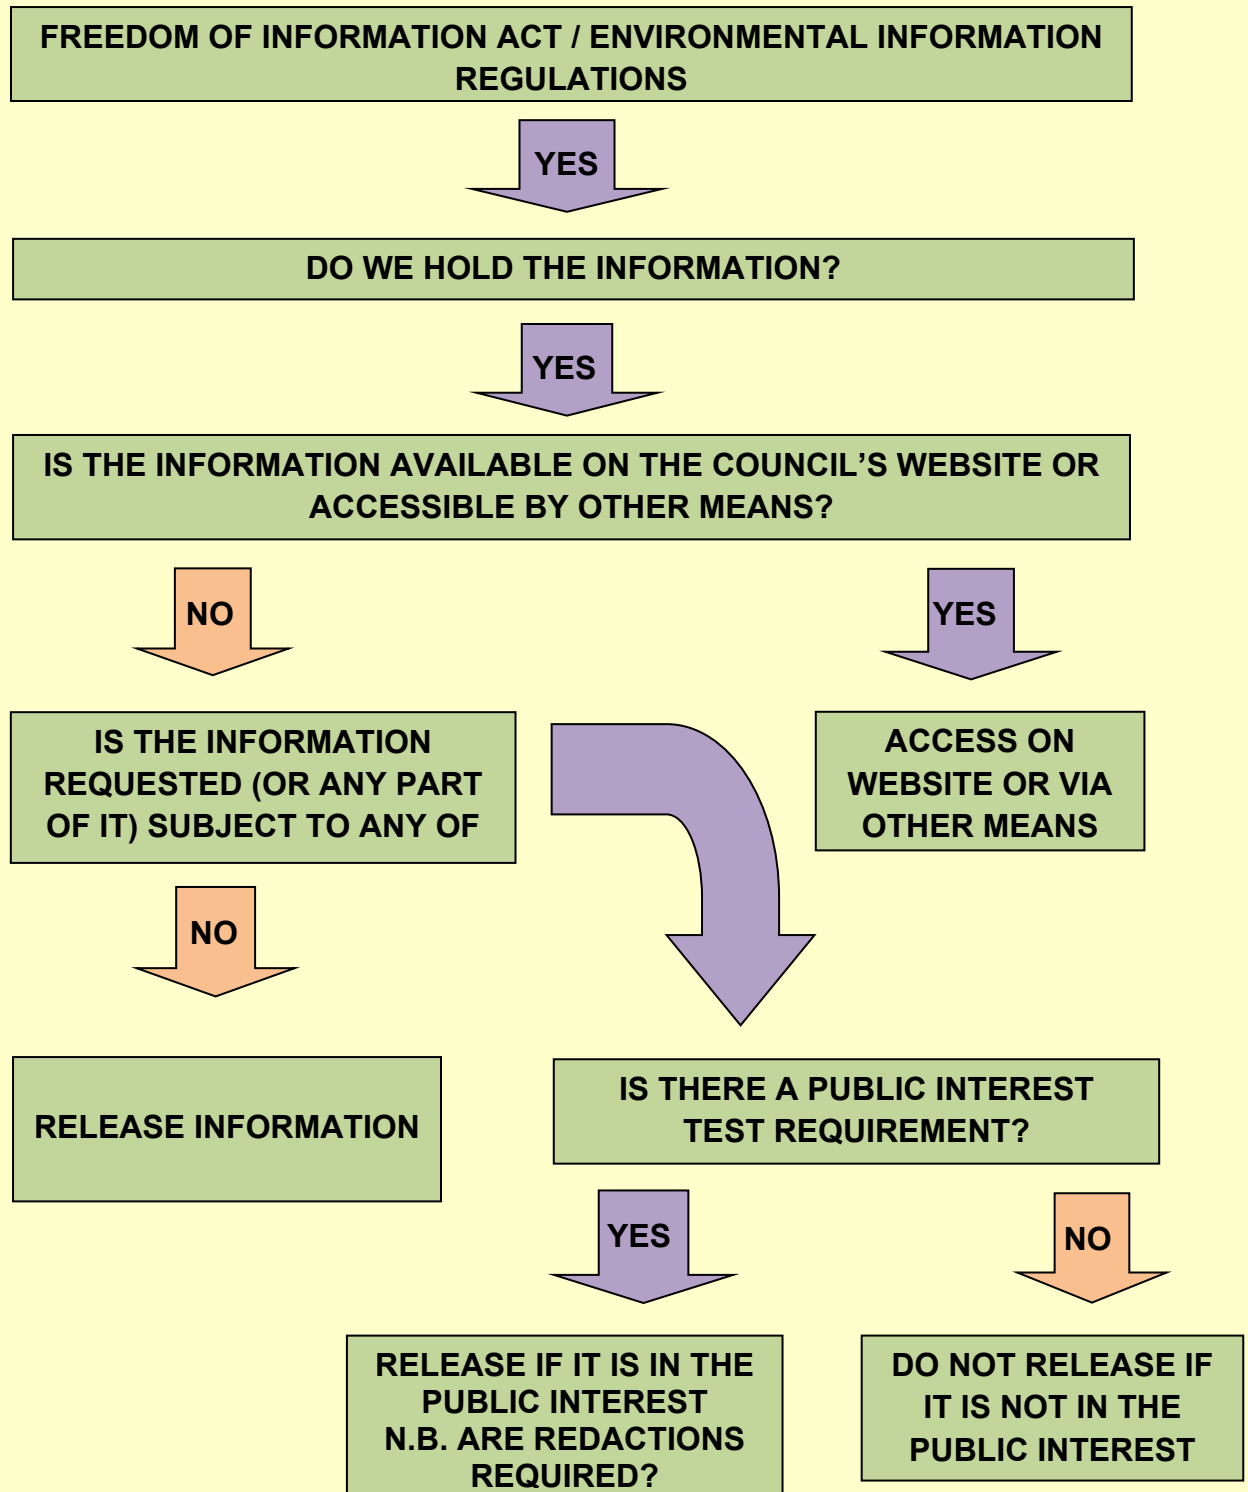 FREEDOM OF INFORMATION ACT / ENVIRONMENTAL INFORMATION
REGULATIONS
YES
DO WE HOLD THE INFORMATION?
YES
IS THE INFORMATION AVAILABLE ON THE COUNCIL’S WEBSITE OR
ACCESSIBLE BY OTHER MEANS?
NO
YES
IS THE INFORMATION
REQUESTED (OR ANY PART
OF IT) SUBJECT TO ANY OF
ACCESS ON
WEBSITE OR VIA
OTHER MEANS
NO
RELEASE INFORMATION
IS THERE A PUBLIC INTEREST
TEST REQUIREMENT?
YES
NO
RELEASE IF IT IS IN THE
PUBLIC INTEREST
N.B. ARE REDACTIONS
REQUIRED?
DO NOT RELEASE IF
IT IS NOT IN THE
PUBLIC INTEREST